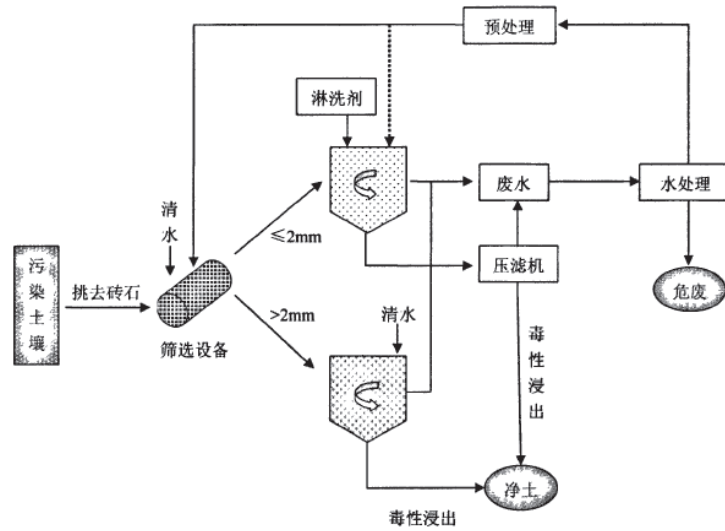 预处理
淋洗剂
清水
≤2mm
废水
水处理
污染土壤
挑去砖石
筛选设备
>2mm
清水
压滤机
危废
毒性浸出
净土
毒性浸出